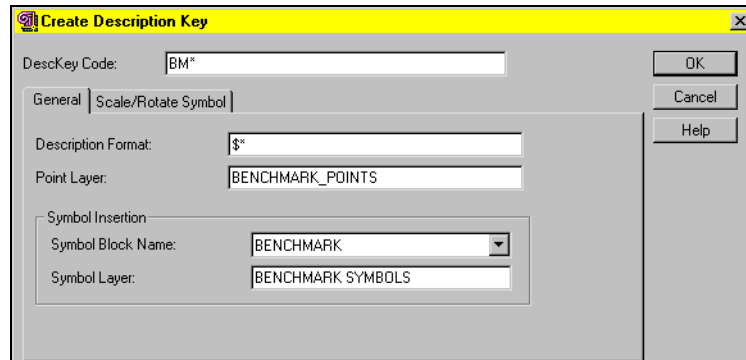 Create Description Key
DescKey Code: BM*
OK
General Scale/Rotate Symbol
Cancel
Help
Description Format: $*
Point Layer: BENCHMARK_POINTS
Symbol Insertion
Symbol Block Name: BENCHMARK
Symbol Layer: BENCHMARK SYMBOLS